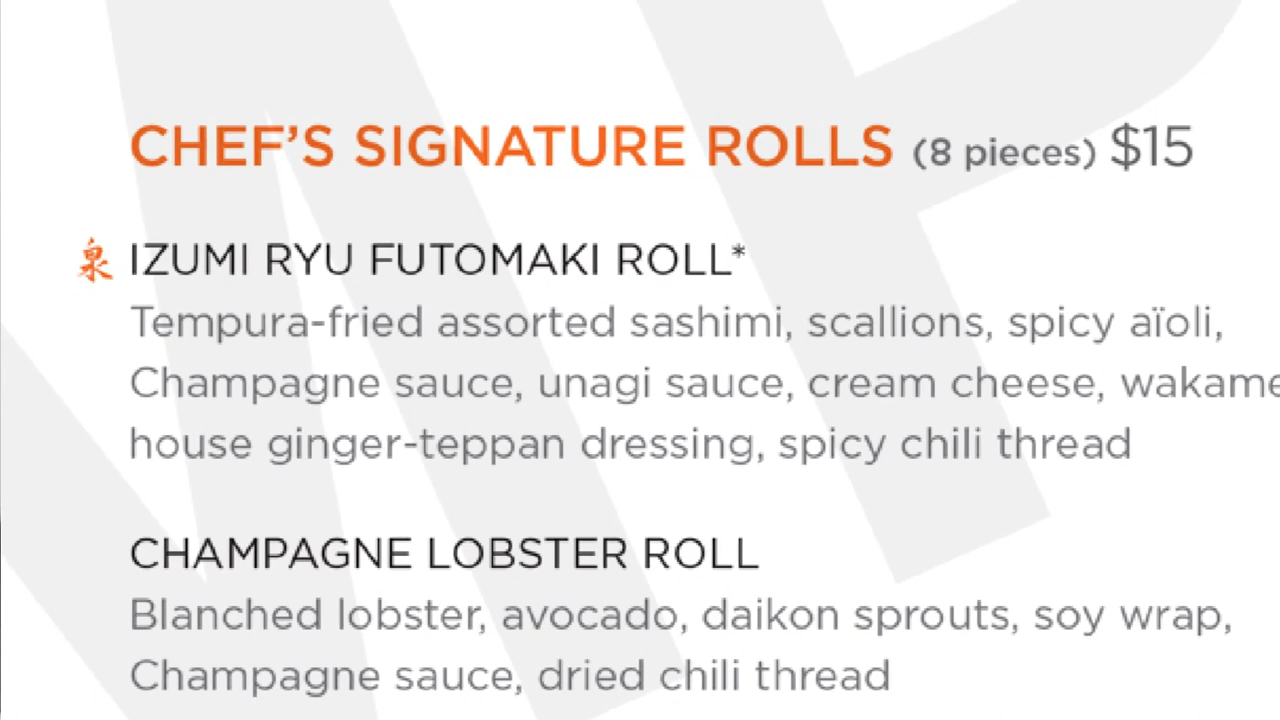 CHEF’S SIGNATURE ROLLS (8 pieces) $15
泉 IZUMI RYU FUTOMAKI ROLL*
Tempura-fried assorted sashimi, scallions, spicy aïoli,
Champagne sauce, unagi sauce, cream cheese, wakame
house ginger-teppan dressing, spicy chili thread
CHAMPAGNE LOBSTER ROLL
Blanched lobster, avocado, daikon sprouts, soy wrap,
Champagne sauce, dried chili thread